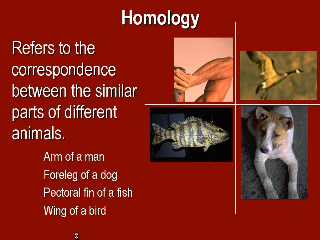 Homology
Refers to the
correspondence
between the similar
parts of different
animals.
Arm of a man
Foreleg of a dog
Pectoral fin of a fish
Wing of a bird